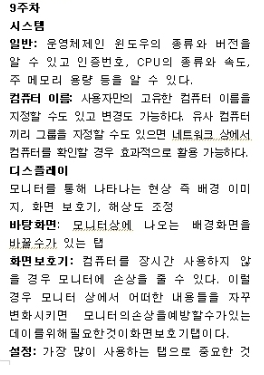 9주차
시스템
일반: 운영체제인 윈도우의 종류와 버전을
알 수 있고 인증번호, CPU의 종류와 속도,
주 메모리 용량 등을 알 수 있다.
컴퓨터 이름: 사용자만의 고유한 컴퓨터 이름을
지정할 수도 있고 변경도 가능하다. 유사 컴퓨터
끼리 그룹을 지정할 수도 있으면 네트워크 상에서
컴퓨터를 확인할 경우 효과적으로 활용 가능하다.
디스플레이
모니터를 통해 나타나는 현상 즉 배경 이미
지, 화면 보호기, 해상도 조정
바탕화면: 모니터상에 나오는 배경화면을
바꿀수가 있는 탭
화면보호기: 컴퓨터를 장시간 사용하지 않
을 경우 모니터에 손상을 줄 수 있다. 이럴
경우 모니터 상에서 어떠한 내용들을 자꾸
변화시키면 모니터의손상을예방할수가있는
데이를위해필요한것이화면보호기탭이다.
설정: 가장 많이 사용하는 탭으로 중요한 것